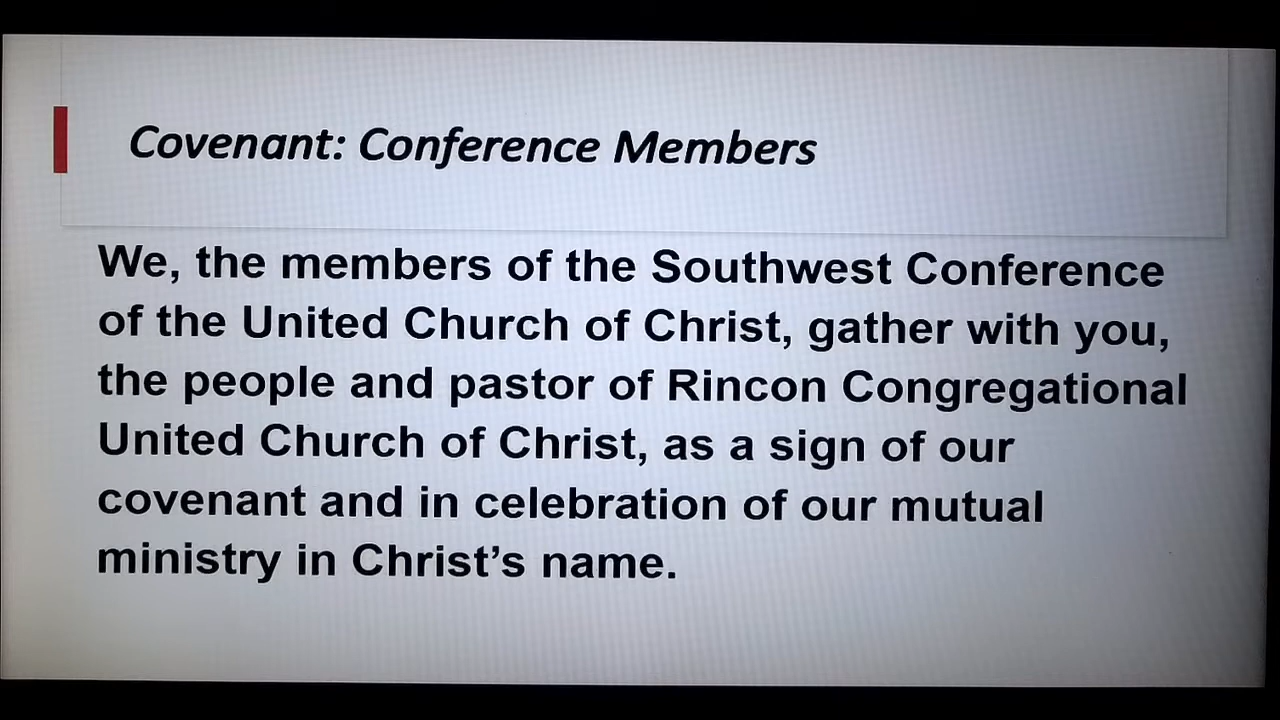 Covenant: Conference Members
We, the members of the Southwest Conference
of the United Church of Christ, gather with you,
the people and pastor of Rincon Congregational
United Church of Christ, as a sign of our
covenant and in celebration of our mutual
ministry in Christ’s name.